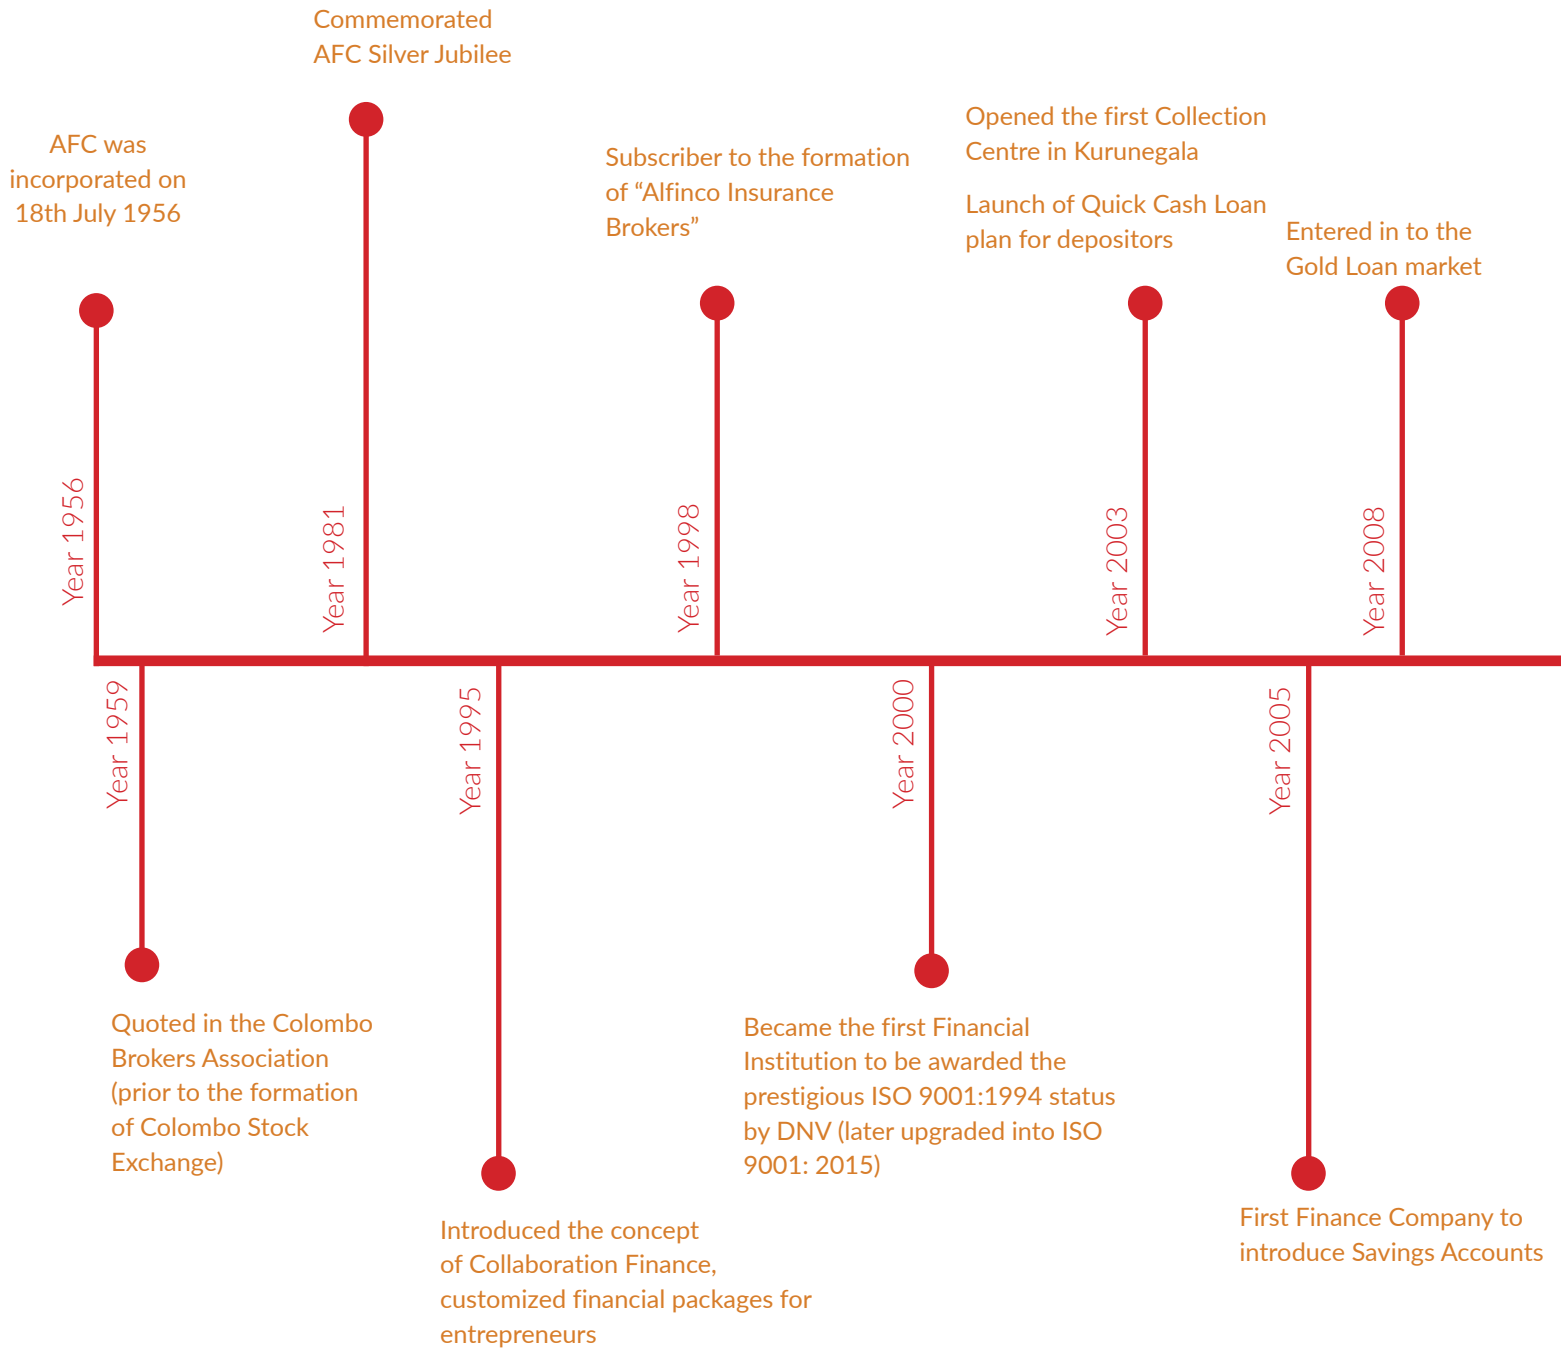 Commemorated
AFC Silver Jubilee
AFC was
incorporated on
18th July 1956
Subscriber to the formation
of “Alfinco Insurance
Brokers”
Opened the first Collection
Centre in Kurunegala
Launch of Quick Cash Loan
plan for depositors
Entered in to the
Gold Loan market
Year 1956
Year 1981
Year 1998
Year 2003
Year 2008
Year 1959
Year 1995
Year 2000
Year 2005
Quoted in the Colombo
Brokers Association
(prior to the formation
of Colombo Stock
Exchange)
Became the first Financial
Institution to be awarded the
prestigious ISO 9001:1994 status
by DNV (later upgraded into ISO
9001: 2015)
Introduced the concept
of Collaboration Finance,
customized financial packages for
entrepreneurs
First Finance Company to
introduce Savings Accounts